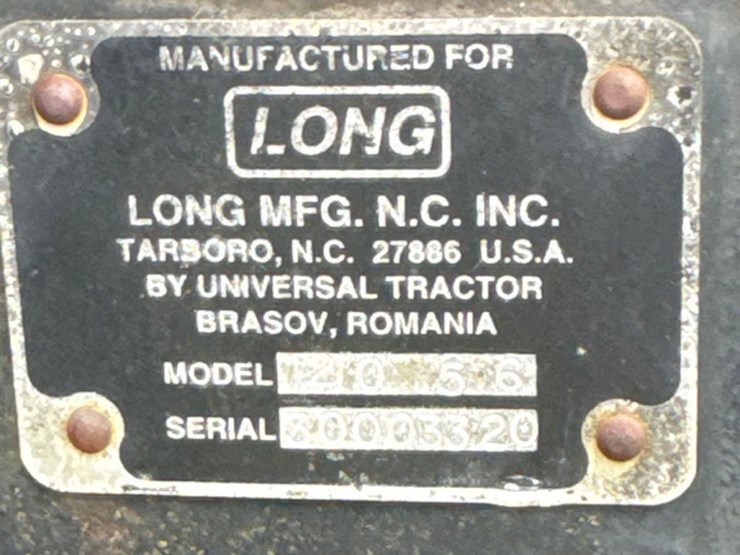 MANUFACTURED FOR
LONG
LONG MFG. N.C. INC.
TARBORO, N.C. 27886 U.S.A.
BY UNIVERSAL TRACTOR
BRASOV, ROMANIA
MODEL
SERIAL